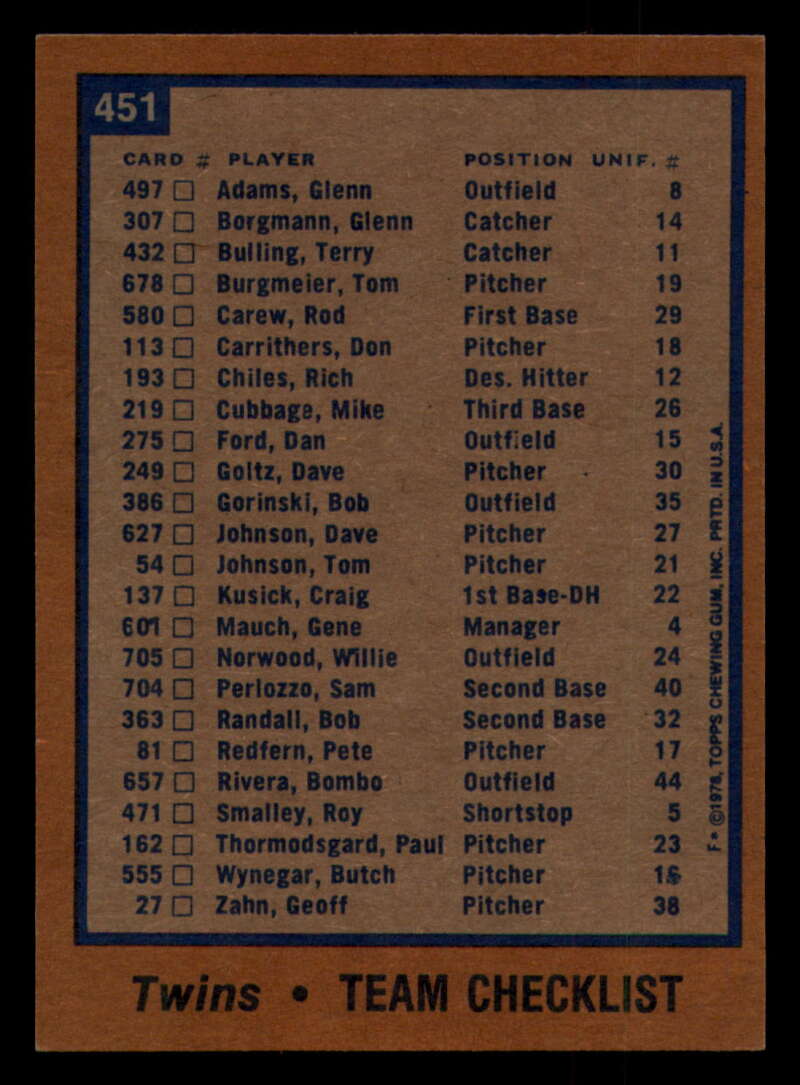 451
CARD # PLAYER POSITION UNIF. #
497 □ Adams, Glenn Outfield 8
307 □ Borgmann, Glenn Catcher 14
432 □ Bulling, Terry Catcher 11
678 □ Burgmeier, Tom Pitcher 19
580 □ Carew, Rod First Base 29
113 □ Carrithers, Don Pitcher 18
193 □ Chiles, Rich Des. Hitter 12
219 □ Cubbage, Mike Third Base 26
275 □ Ford, Dan Outfield 15
249 □ Goltz, Dave Pitcher 30
386 □ Gorinski, Bob Outfield 35
627 □ Johnson, Dave Pitcher 27
54 □ Johnson, Tom Pitcher 21
137 □ Kusick, Craig 1st Base-DH 22
601 □ Mauch, Gene Manager 4
705 □ Norwood, Willie Outfield 24
704 □ Perlozzo, Sam Second Base 40
363 □ Randall, Bob Second Base 32
81 □ Redfern, Pete Pitcher 17
657 □ Rivera, Bombo Outfield 44
471 □ Smalley, Roy Shortstop 5
162 □ Thormodsgard, Paul Pitcher 23
555 □ Wynegar, Butch Pitcher 16
27 □ Zahn, Geoff Pitcher 38
F* ©1978, TOPPS CHEWING GUM, INC. PRTD. IN U.S.A.
Twins • TEAM CHECKLIST